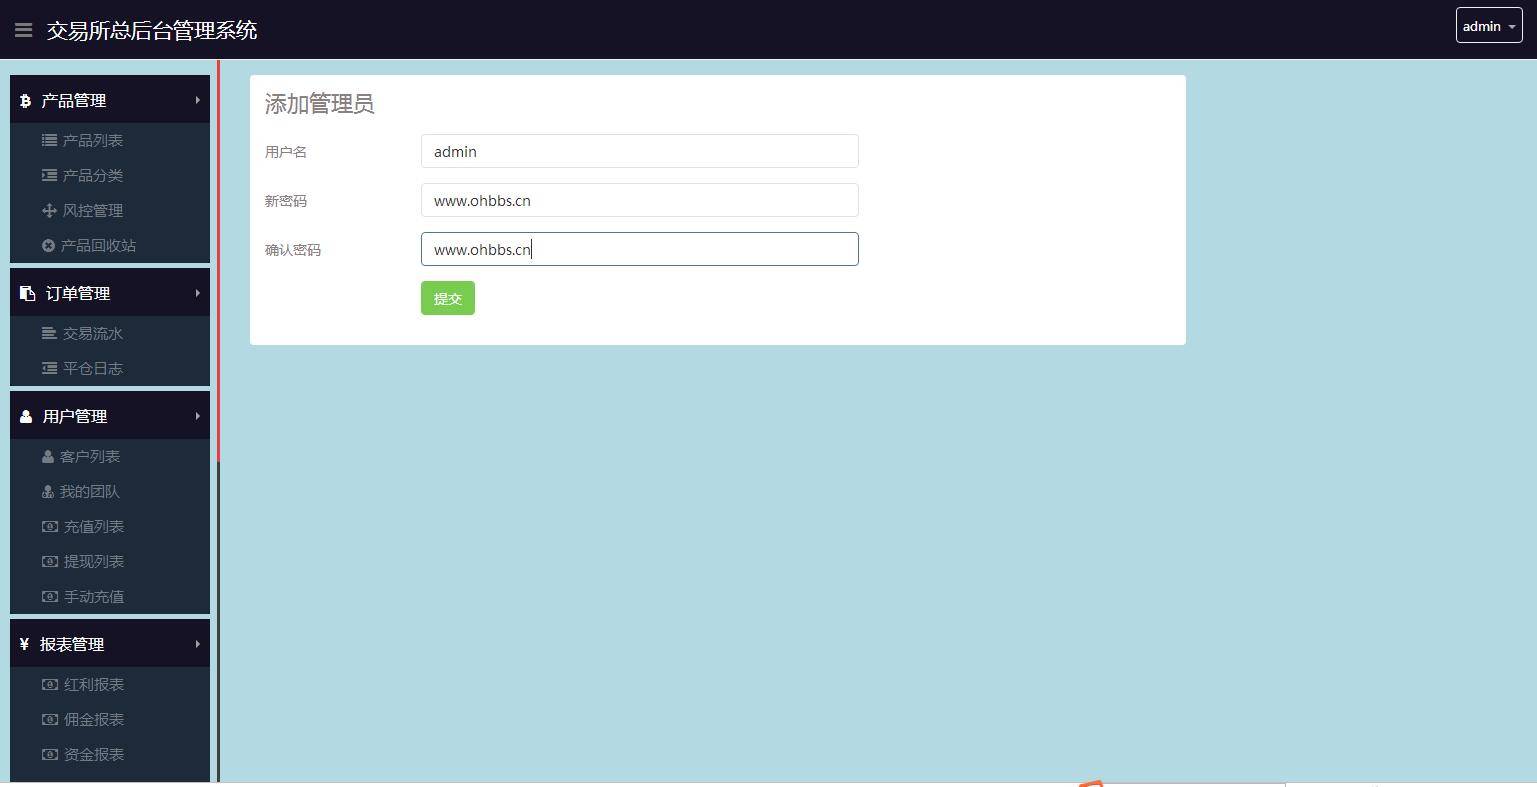 交易所总后台管理系统
admin
产品管理
产品列表
产品分类
风控管理
产品回收站
订单管理
交易流水
平仓日志
用户管理
客户列表
我的团队
充值列表
提现列表
手动充值
报表管理
红利报表
佣金报表
资金报表
添加管理员
用户名
admin
新密码
www.ohbbs.cn
确认密码
www.ohbbs.cn
提交